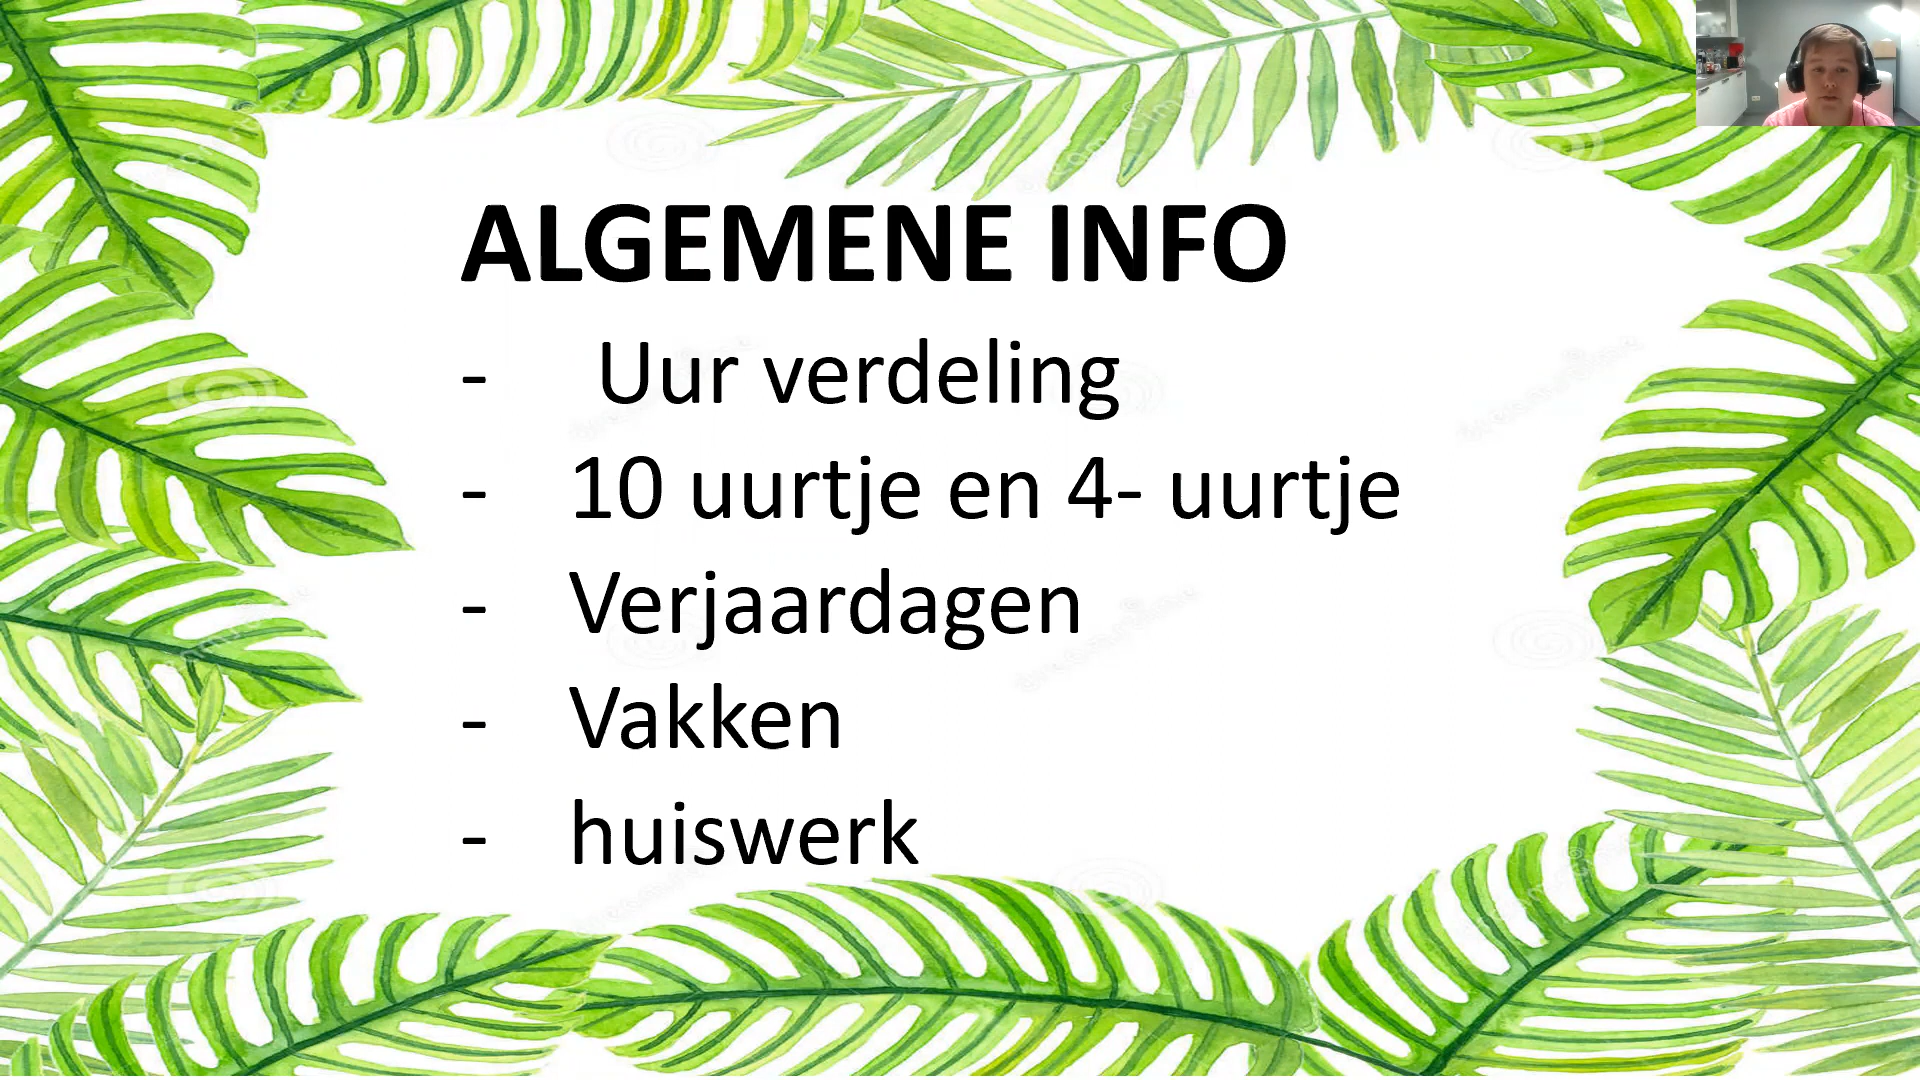 ALGEMENE INFO
- Uur verdeling
- 10 uurtje en 4- uurtje
- Verjaardagen
- Vakken
- huiswerk